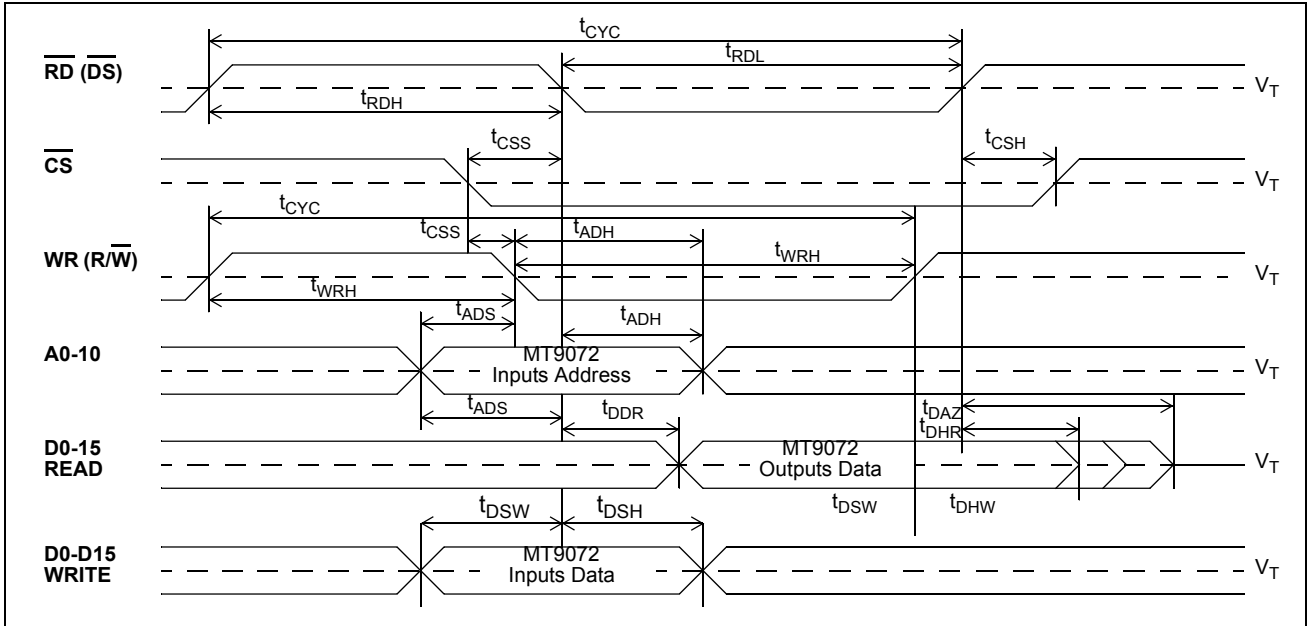 tCYC
RD (DS)
tRDL
VT
tRDH
tCSS
tCSH
CS
VT
tCYC
tCSS
tADH
WR (R/W)
tWRH
VT
tWRH
tADS
tADH
A0-10
MT9072
Inputs Address
VT
tADS
tDDR
tDAZ
tDHR
D0-15
READ
MT9072
Outputs Data
VT
tDSW
tDHW
tDSW
tDSH
D0-D15
WRITE
MT9072
Inputs Data
VT